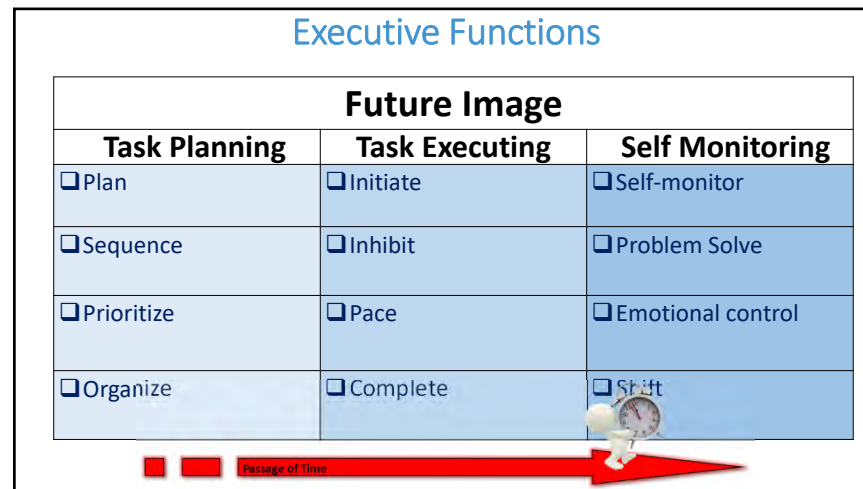 Executive Functions
Future Image
Task Planning Task Executing Self Monitoring
❑Plan ❑Initiate ❑Self-monitor
❑Sequence ❑Inhibit ❑Problem Solve
❑Prioritize ❑Pace ❑Emotional control
❑Organize ❑Complete ❑Shift
Passage of Time